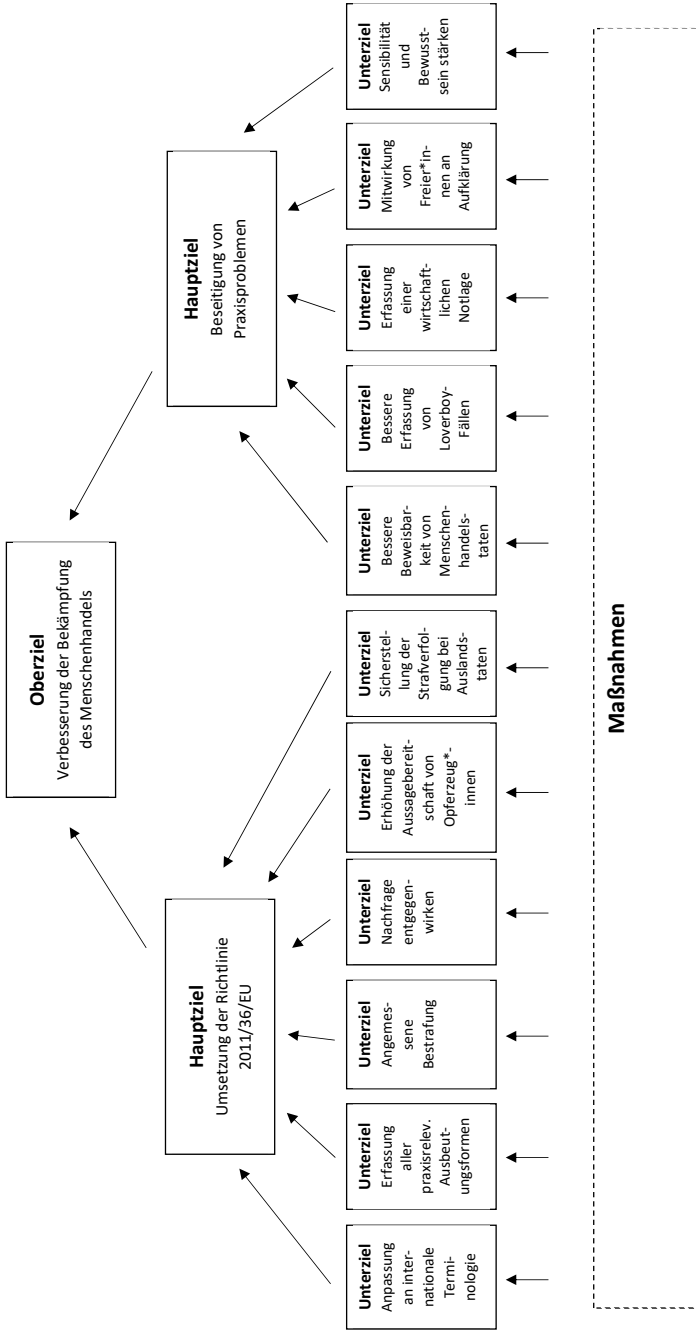 Oberziel
Verbesserung der Bekämpfung
des Menschenhandels
Hauptziel
Umsetzung der Richtlinie
2011/36/EU
Hauptziel
Beseitigung von
Praxisproblemen
Unterziel
Anpassung
an inter-
nationale
Termi-
nologie
Unterziel
Erfassung
aller
praxisrelev.
Ausbeut-
ungsformen
Unterziel
Angemes-
sene
Bestrafung
Unterziel
Nachfrage
entgegen-
wirken
Unterziel
Erhöhung der
Aussagebereit-
schaft von
Opferzeug*-
innen
Unterziel
Sicherstel-
lung der
Strafverfol-
gung bei
Auslands-
taten
Unterziel
Bessere
Beweisbar-
keit von
Menschen-
handels-
taten
Unterziel
Bessere
Erfassung
von
Loverboy-
Fällen
Unterziel
Erfassung
einer
wirtschaft-
lichen
Notlage
Unterziel
Mitwirkung
von
Freier*in-
nen an
Aufklärung
Unterziel
Sensibilität
und
Bewusst-
sein stärken
Maßnahmen